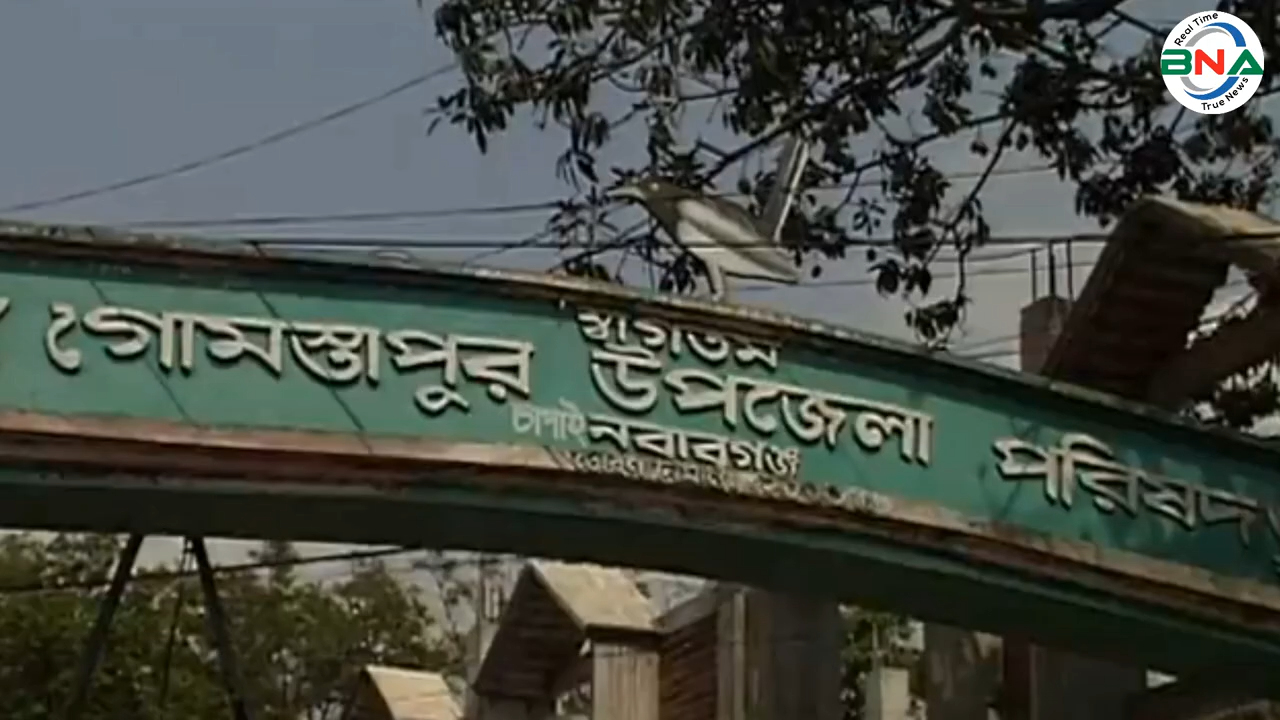 স্বাগতম
গোমস্তাপুর উপজেলা পরিষদ
চাপাই নবাবগঞ্জ
Real Time
BNA
True News